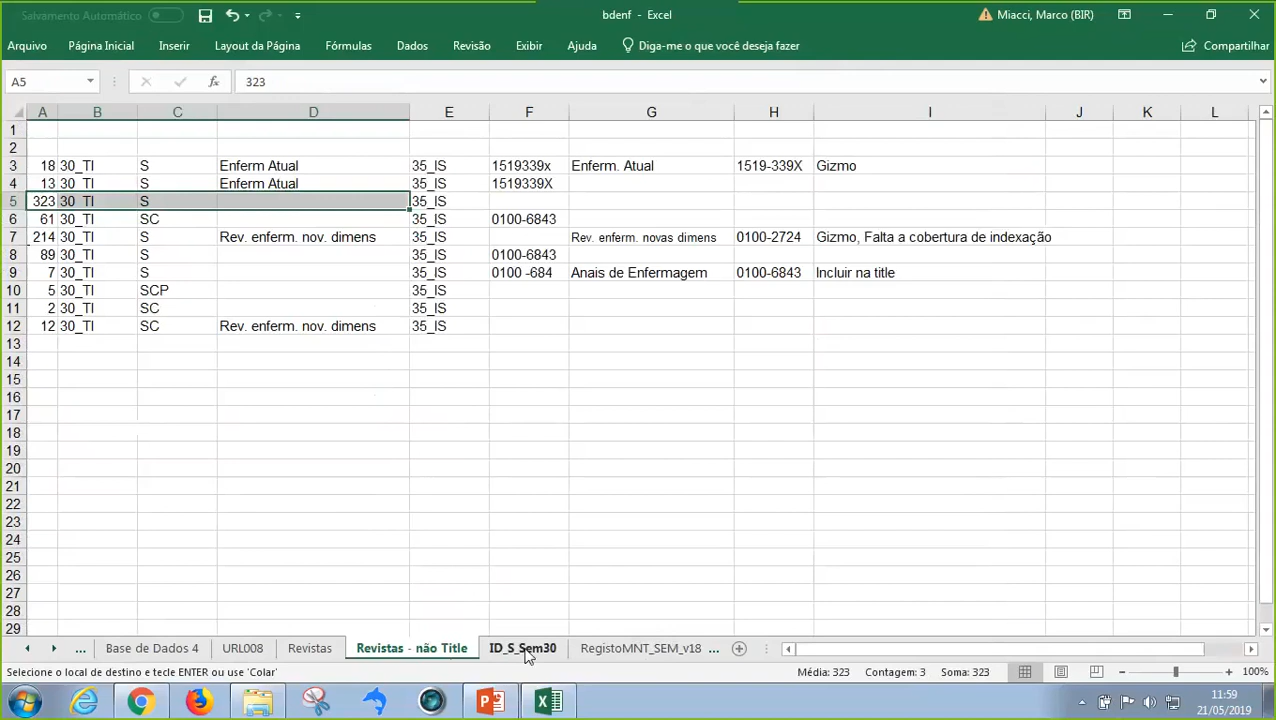 Salvamento Automático bdenf - Excel Miacci, Marco (BIR)
Arquivo Página Inicial Inserir Layout da Página Fórmulas Dados Revisão Exibir Ajuda Diga-me o que você deseja fazer Compartilhar
A5 fx 323
A B C D E F G H I J K L
1
2
3 18 30_TI S Enferm Atual 35_IS 1519339x Enferm. Atual 1519-339X Gizmo
4 13 30_TI S Enferm Atual 35_IS 1519339X
5 323 30_TI S 35_IS
6 61 30_TI SC 35_IS 0100-6843
7 214 30_TI S Rev. enferm. nov. dimens 35_IS Rev. enferm. novas dimens 0100-2724 Gizmo, Falta a cobertura de indexação
8 89 30_TI S 35_IS 0100-6843
9 7 30_TI S 35_IS 0100 -684 Anais de Enfermagem 0100-6843 Incluir na title
10 5 30_TI SCP 35_IS
11 2 30_TI SC 35_IS
12 12 30_TI SC Rev. enferm. nov. dimens 35_IS
13
14
15
16
17
18
19
20
21
22
23
24
25
26
27
28
29
... Base de Dados 4 URL008 Revistas Revistas - não Title ID_S_Sem30 RegistoMNT_SEM_v18 ...
Selecione o local de destino e tecle ENTER ou use 'Colar' Média: 323 Contagem: 3 Soma: 323 100%
11:59
21/05/2019